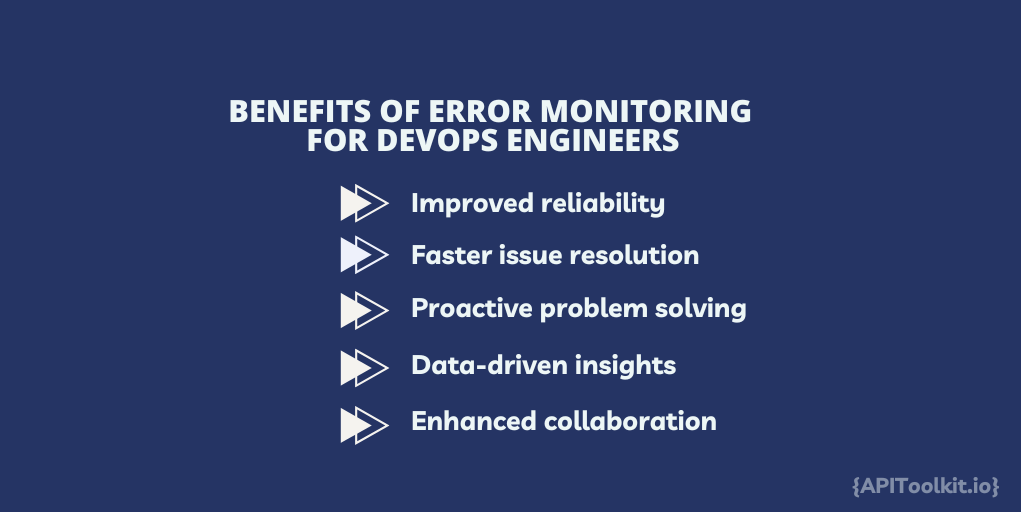 BENEFITS OF ERROR MONITORING
FOR DEVOPS ENGINEERS
Improved reliability
Faster issue resolution
Proactive problem solving
Data-driven insights
Enhanced collaboration
{APIToolkit.io}